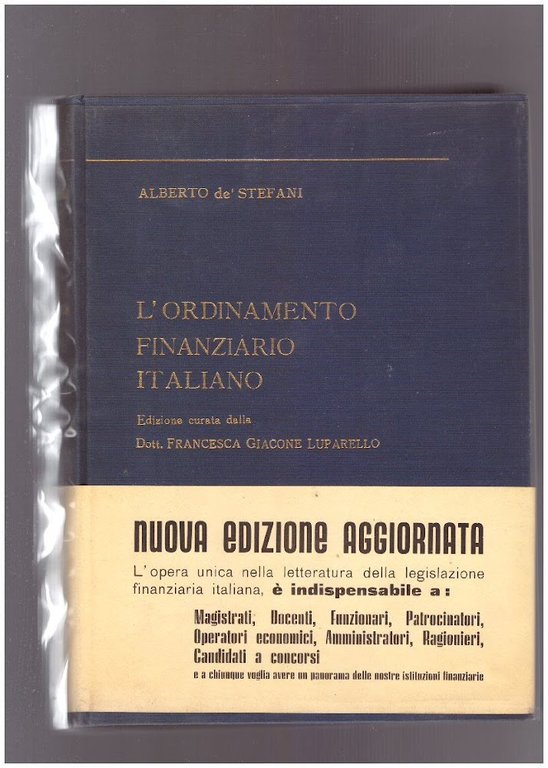 ALBERTO de' STEFANI
L'ORDINAMENTO
FINANZIARIO
ITALIANO
Edizione curata dalla
Dott. FRANCESCA GIACONE LUPARELLO
NUOVA EDIZIONE AGGIORNATA
L'opera unica nella letteratura della legislazione
finanziaria italiana, è indispensabile a:
Magistrati, Docenti, Funzionari, Patrocinatori,
Operatori economici, Amministratori, Ragionieri,
Candidati a concorsi
e a chiunque voglia avere un panorama delle nostre istituzioni finanziarie